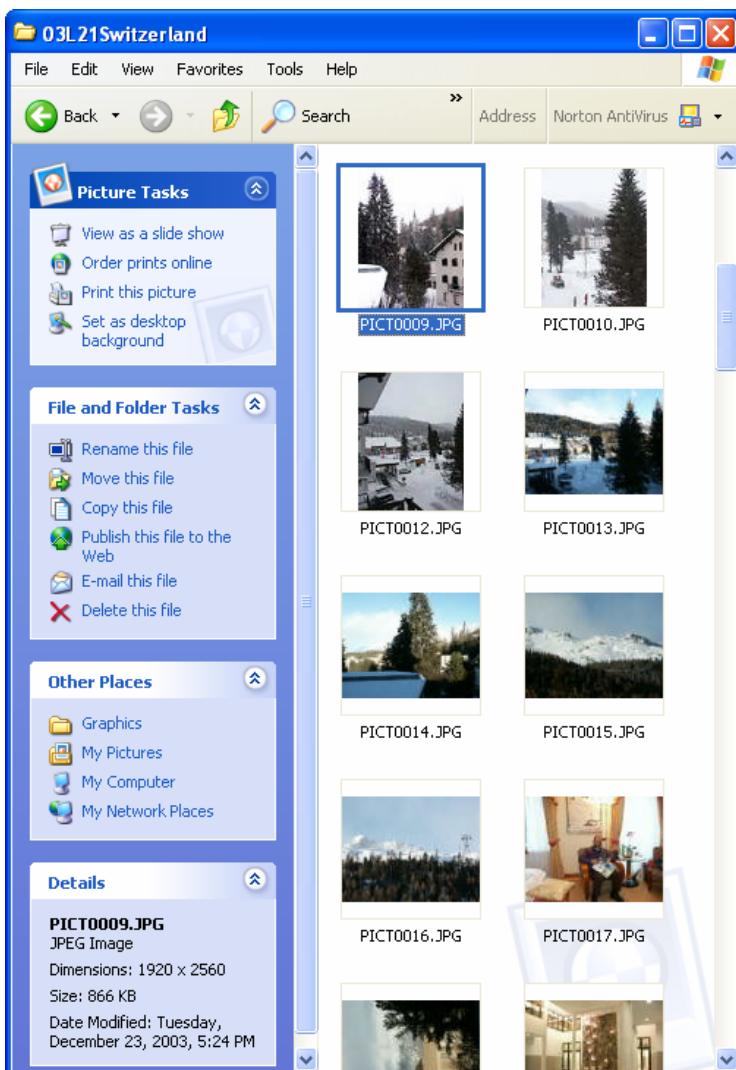 03L21Switzerland
File Edit View Favorites Tools Help
Back Search » Address Norton AntiVirus
Picture Tasks
View as a slide show
Order prints online
Print this picture
Set as desktop
background
File and Folder Tasks
Rename this file
Move this file
Copy this file
Publish this file to the
Web
E-mail this file
Delete this file
Other Places
Graphics
My Pictures
My Computer
My Network Places
Details
PICT0009.JPG
JPEG Image
Dimensions: 1920 x 2560
Size: 866 KB
Date Modified: Tuesday,
December 23, 2003, 5:24 PM
PICT0009.JPG PICT0010.JPG
PICT0012.JPG PICT0013.JPG
PICT0014.JPG PICT0015.JPG
PICT0016.JPG PICT0017.JPG